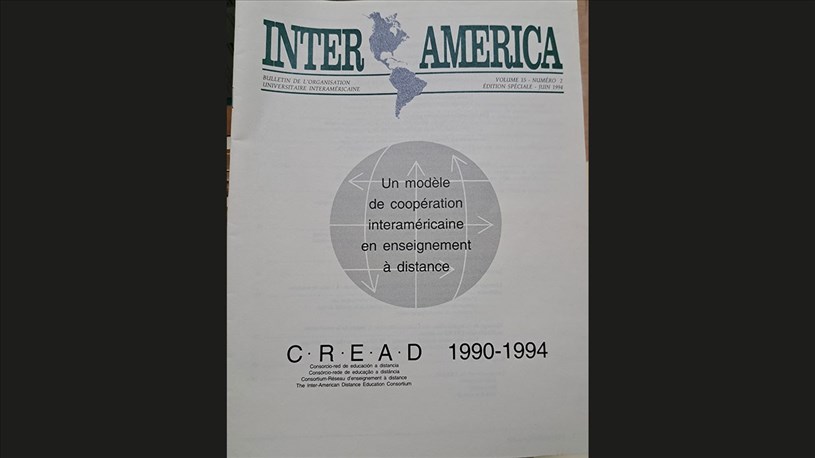 INTER AMERICA
BULLETIN DE L'ORGANISATION
UNIVERSITAIRE INTERAMÉRICAINE
VOLUME 15 - NUMÉRO 2
ÉDITION SPÉCIALE - JUIN 1994
Un modèle
de coopération
interaméricaine
en enseignement
à distance
C·R·E·A·D 1990-1994
Consorcio-red de educación a distancia
Consórcio-rede de educação a distância
Consortium-Réseau d'enseignement à distance
The Inter-American Distance Education Consortium